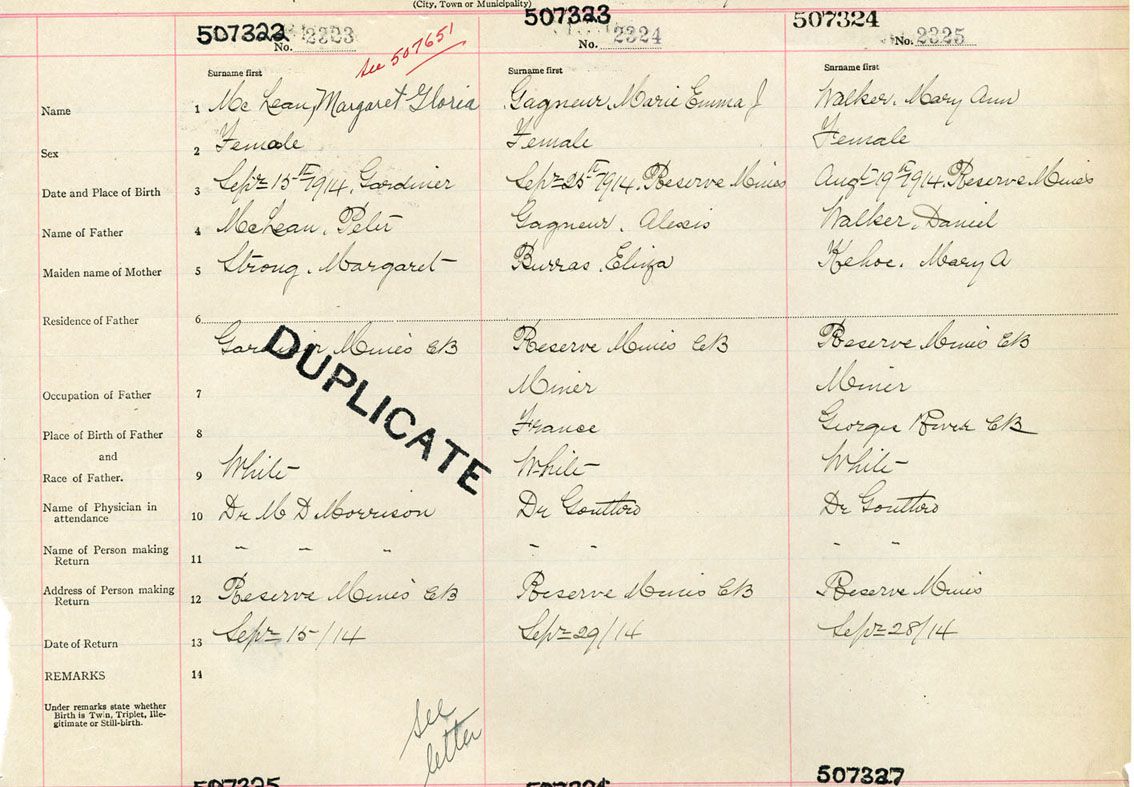 (City, Town or Municipality)
507322 No. 2323
See 507651
507323 No. 2324
507324 No. 2325
Surname first Surname first Surname first
Name 1 McLean, Margaret Gloria Gagneur, Marie Emma J Walker, Mary Ann
Sex 2 Female Female Female
Date and Place of Birth 3 Sept 15th 1914, Gardiner Sept 25th 1914, Reserve Mines Augt 19th 1914, Reserve Mines
Name of Father 4 McLean, Peter Gagneur, Alexis Walker, Daniel
Maiden name of Mother 5 Strong, Margaret Burras, Eliza Kehoe, Mary A
Residence of Father 6
Gardiner Mines CB Reserve Mines CB Reserve Mines CB
Occupation of Father 7 Miner Miner
Place of Birth of Father 8 France Georges River CB
and
Race of Father. 9 White White White
DUPLICATE
Name of Physician in
attendance 10 Dr M D Morrison Dr Dr
Name of Person making
Return 11 " " " " " " "
Address of Person making
Return 12 Reserve Mines CB Reserve Mines CB Reserve Mines
Date of Return 13 Sept 15/14 Sept 29/14 Sept 28/14
REMARKS 14
Under remarks state whether
Birth is Twin, Triplet, Ille-
gitimate or Still-birth.
see
letter
507325 507327